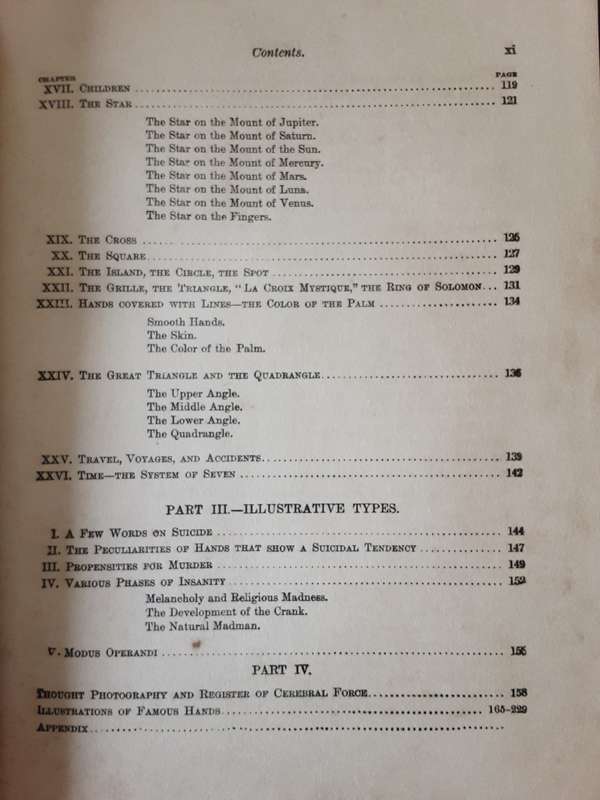 Contents. xi
CHAPTER PAGE
XVII. CHILDREN 119
XVIII. THE STAR 121
The Star on the Mount of Jupiter.
The Star on the Mount of Saturn.
The Star on the Mount of the Sun.
The Star on the Mount of Mercury.
The Star on the Mount of Mars.
The Star on the Mount of Luna.
The Star on the Mount of Venus.
The Star on the Fingers.
XIX. THE CROSS 125
XX. THE SQUARE 127
XXI. THE ISLAND, THE CIRCLE, THE SPOT 129
XXII. THE GRILLE, THE TRIANGLE, "LA CROIX MYSTIQUE," THE RING OF SOLOMON... 131
XXIII. HANDS COVERED WITH LINES—THE COLOR OF THE PALM 134
Smooth Hands.
The Skin.
The Color of the Palm.
XXIV. THE GREAT TRIANGLE AND THE QUADRANGLE 136
The Upper Angle.
The Middle Angle.
The Lower Angle.
The Quadrangle.
XXV. TRAVEL, VOYAGES, AND ACCIDENTS 139
XXVI. TIME—THE SYSTEM OF SEVEN 142
PART III.—ILLUSTRATIVE TYPES.
I. A FEW WORDS ON SUICIDE 144
II. THE PECULIARITIES OF HANDS THAT SHOW A SUICIDAL TENDENCY 147
III. PROPENSITIES FOR MURDER 149
IV. VARIOUS PHASES OF INSANITY 152
Melancholy and Religious Madness.
The Development of the Crank.
The Natural Madman.
V. MODUS OPERANDI 155
PART IV.
THOUGHT PHOTOGRAPHY AND REGISTER OF CEREBRAL FORCE 158
ILLUSTRATIONS OF FAMOUS HANDS 165-229
APPENDIX